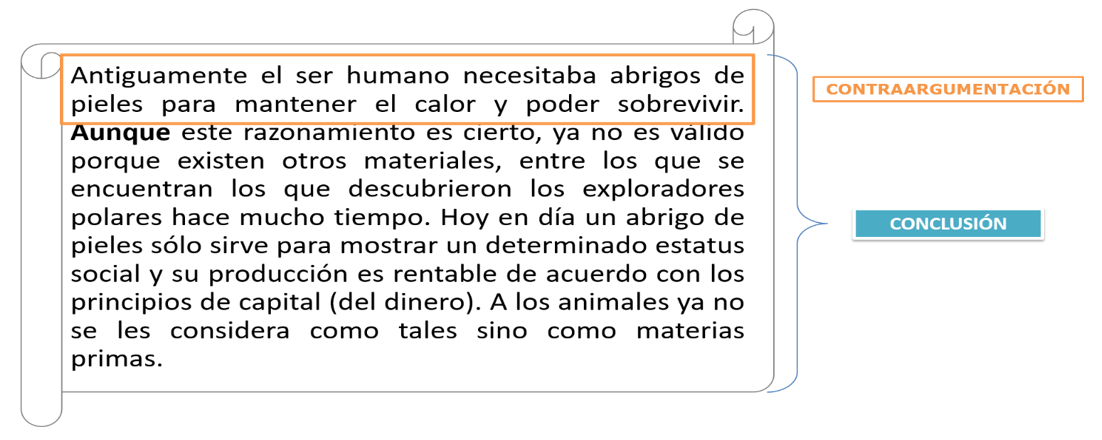 Antiguamente el ser humano necesitaba abrigos de
pieles para mantener el calor y poder sobrevivir.
Aunque este razonamiento es cierto, ya no es válido
porque existen otros materiales, entre los que se
encuentran los que descubrieron los exploradores
polares hace mucho tiempo. Hoy en día un abrigo de
pieles sólo sirve para mostrar un determinado estatus
social y su producción es rentable de acuerdo con los
principios de capital (del dinero). A los animales ya no
se les considera como tales sino como materias
primas.
CONTRAARGUMENTACIÓN
CONCLUSIÓN